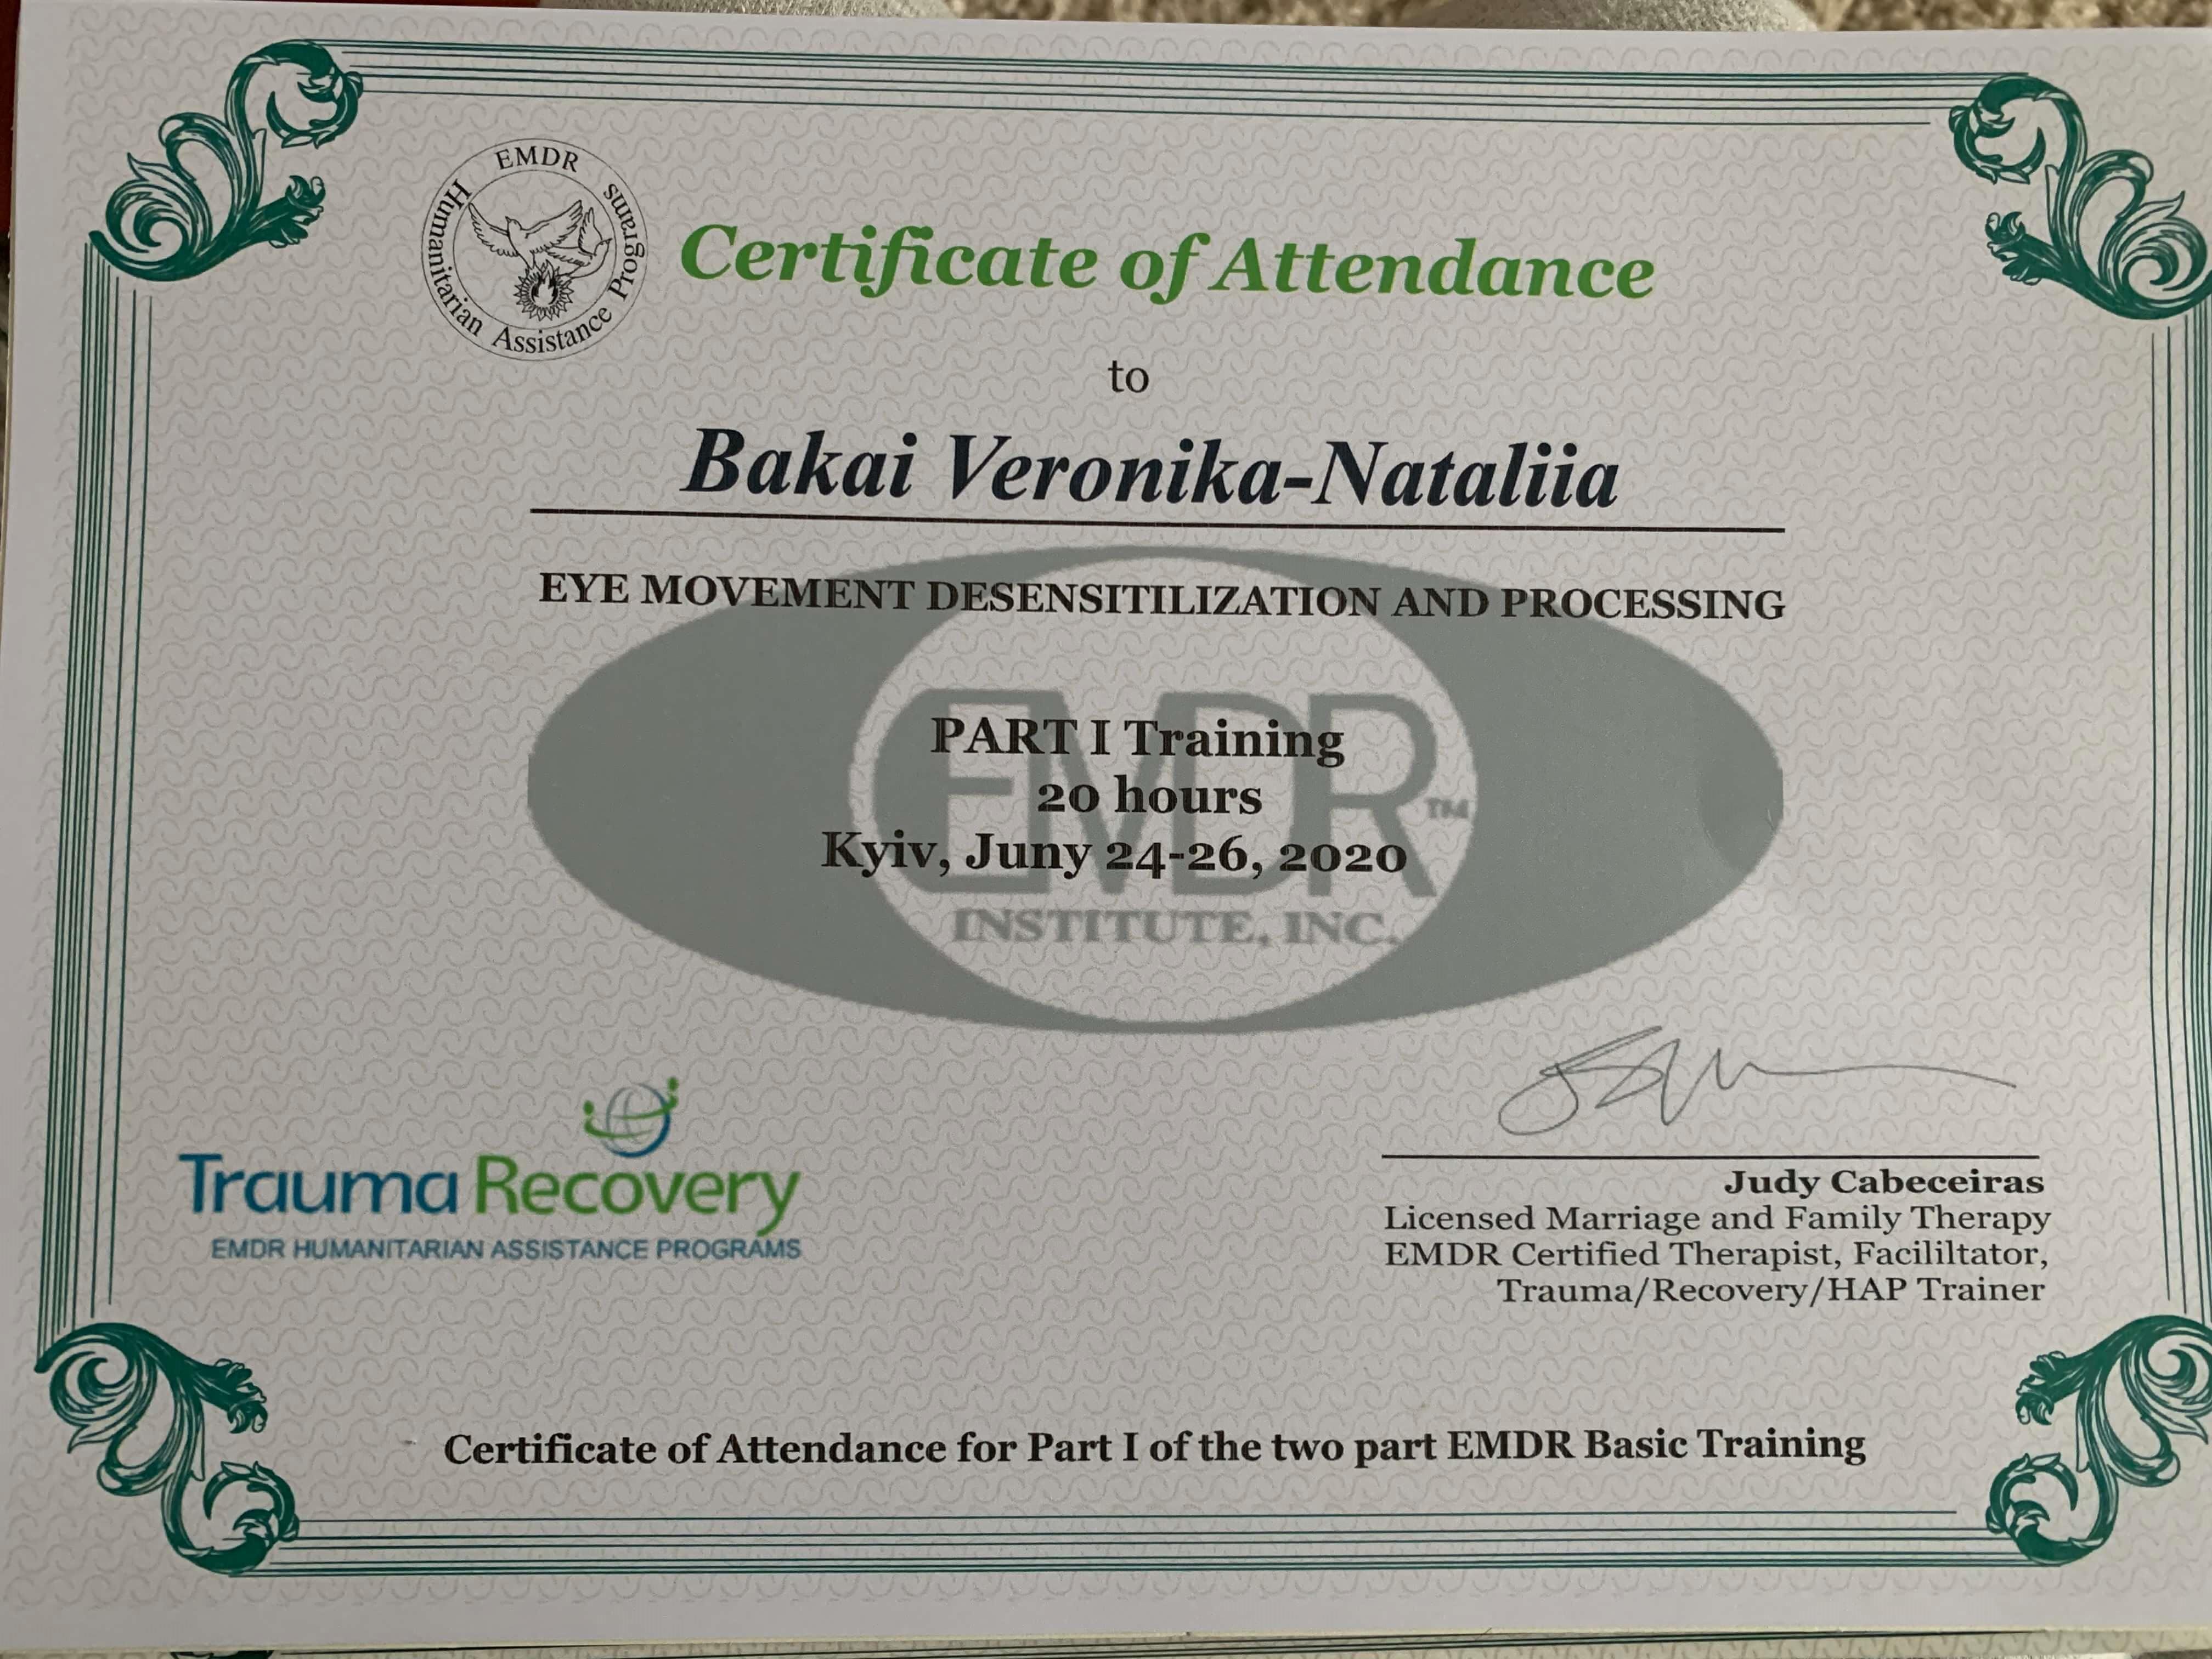 EMDR
Humanitarian Assistance Programs
Certificate of Attendance
to
Bakai Veronika-Nataliia
EYE MOVEMENT DESENSITILIZATION AND PROCESSING
EMDR™
INSTITUTE, INC.
PART I Training
20 hours
Kyiv, Juny 24-26, 2020
Trauma Recovery
EMDR HUMANITARIAN ASSISTANCE PROGRAMS
Judy Cabeceiras
Licensed Marriage and Family Therapy
EMDR Certified Therapist, Facililtator,
Trauma/Recovery/HAP Trainer
Certificate of Attendance for Part I of the two part EMDR Basic Training